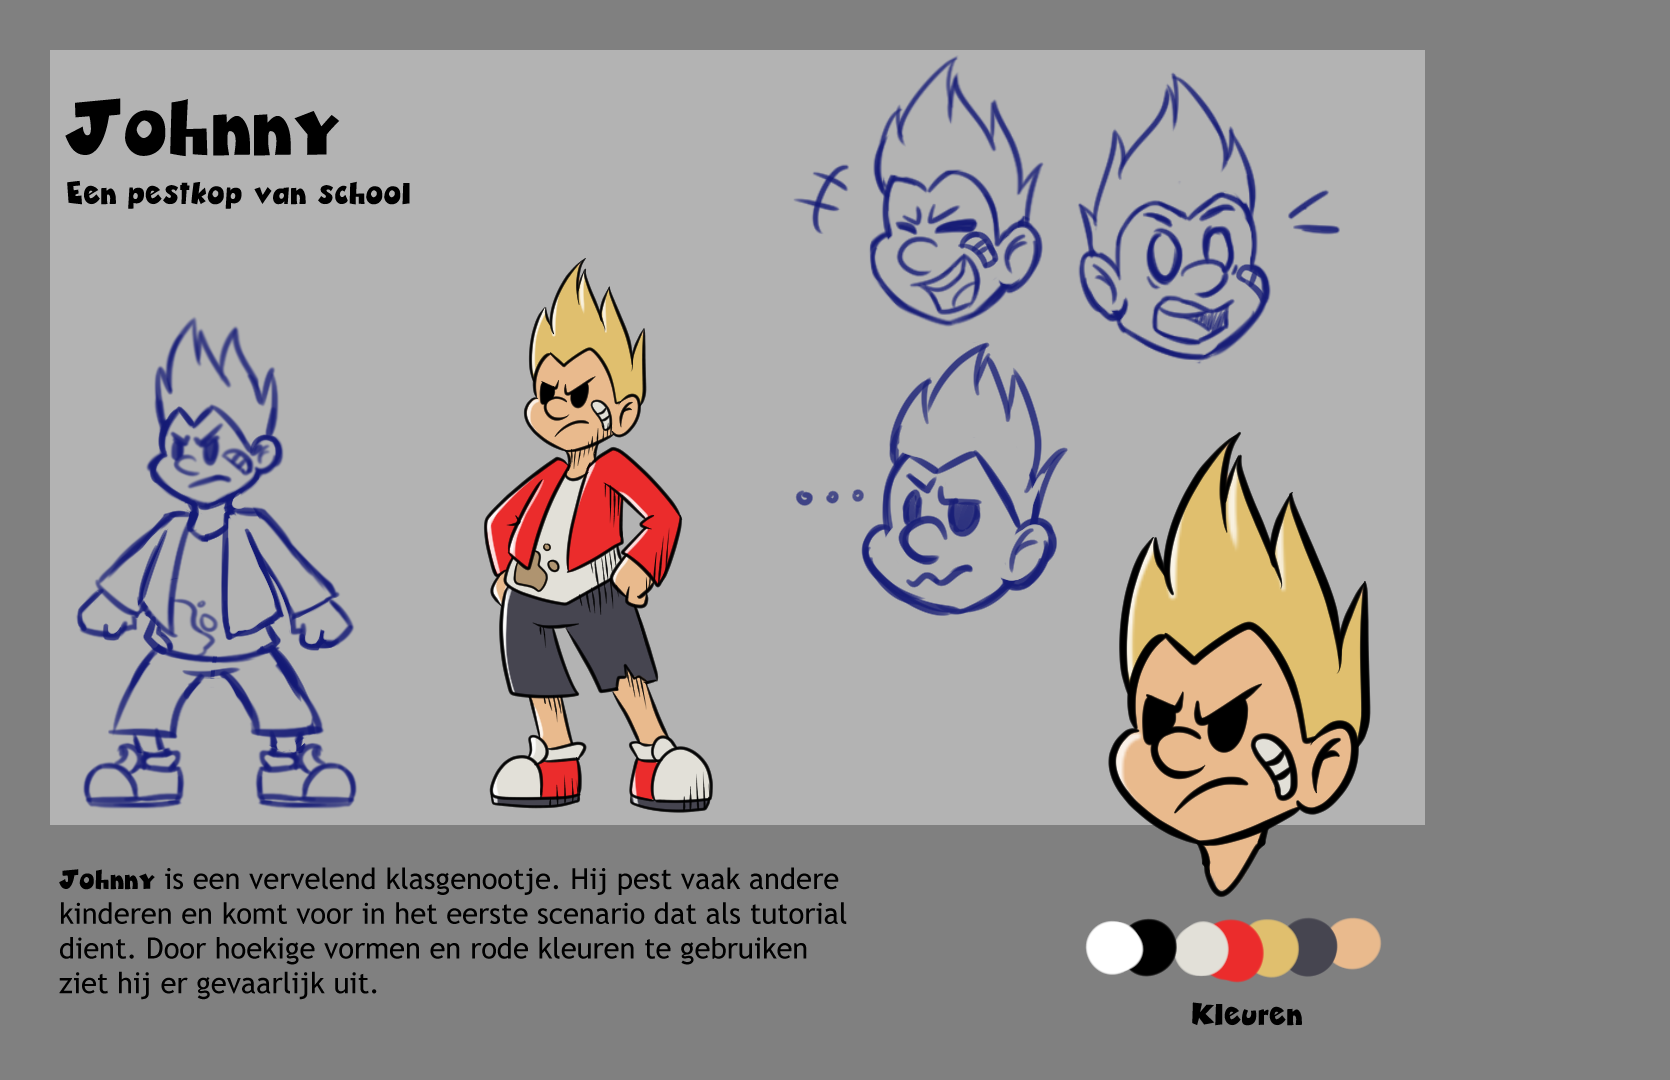 Johnny
Een pestkop van school
Johnny is een vervelend klasgenootje. Hij pest vaak andere
kinderen en komt voor in het eerste scenario dat als tutorial
dient. Door hoekige vormen en rode kleuren te gebruiken
ziet hij er gevaarlijk uit.
Kleuren